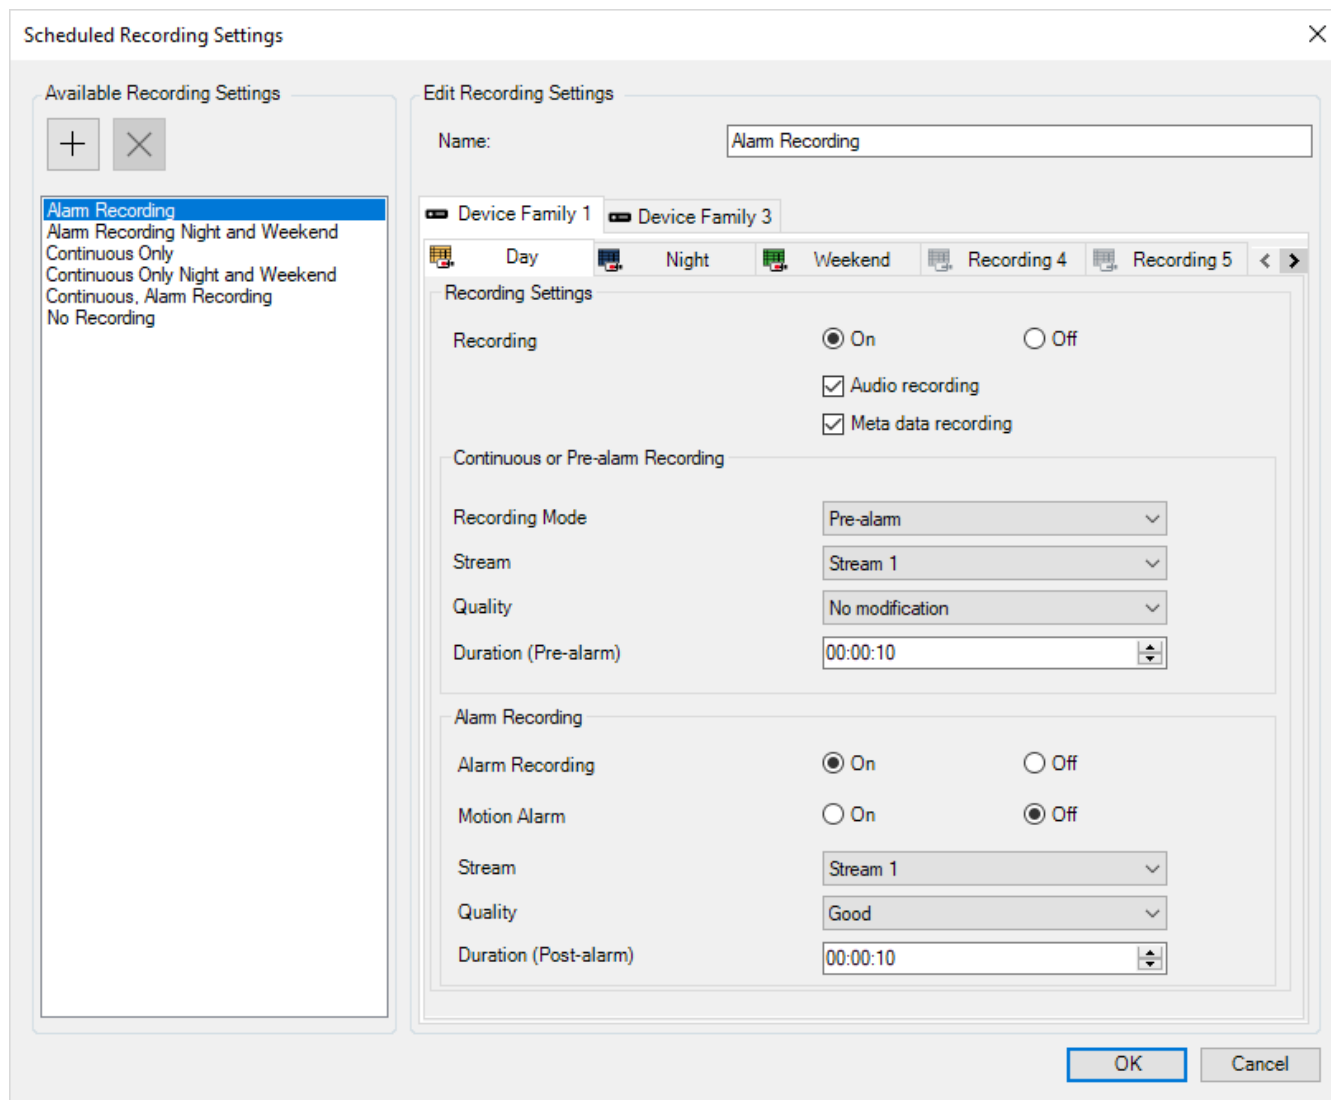 Scheduled Recording Settings
Available Recording Settings
Alarm Recording
Alarm Recording Night and Weekend
Continuous Only
Continuous Only Night and Weekend
Continuous, Alarm Recording
No Recording
Edit Recording Settings
Name: Alarm Recording
Device Family 1 Device Family 3
Day Night Weekend Recording 4 Recording 5
Recording Settings
Recording On Off
Audio recording
Meta data recording
Continuous or Pre-alarm Recording
Recording Mode Pre-alarm
Stream Stream 1
Quality No modification
Duration (Pre-alarm) 00:00:10
Alarm Recording
Alarm Recording On Off
Motion Alarm On Off
Stream Stream 1
Quality Good
Duration (Post-alarm) 00:00:10
OK Cancel